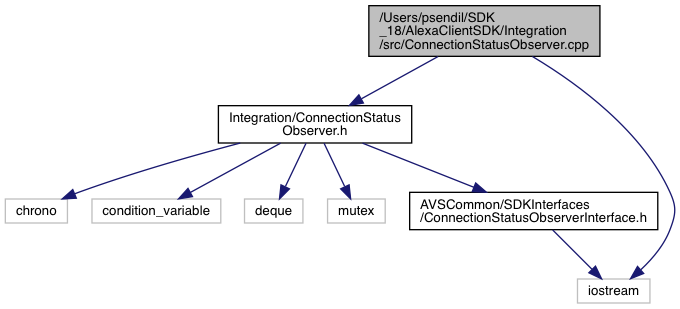 /Users/psendil/SDK
_18/AlexaClientSDK/Integration
/src/ConnectionStatusObserver.cpp
Integration/ConnectionStatus
Observer.h
chrono
condition_variable
deque
mutex
AVSCommon/SDKInterfaces
/ConnectionStatusObserverInterface.h
iostream